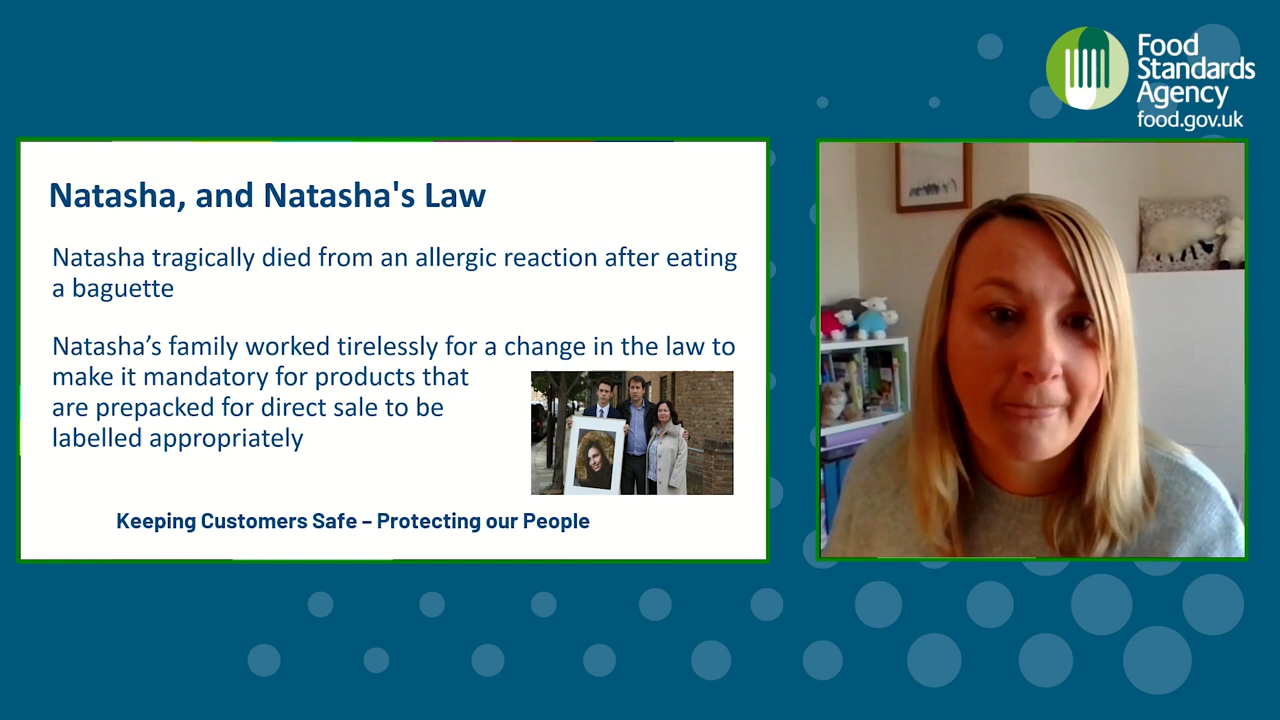 Food
Standards
Agency
food.gov.uk
Natasha, and Natasha's Law
Natasha tragically died from an allergic reaction after eating
a baguette
Natasha’s family worked tirelessly for a change in the law to
make it mandatory for products that
are prepacked for direct sale to be
labelled appropriately
Keeping Customers Safe – Protecting our People